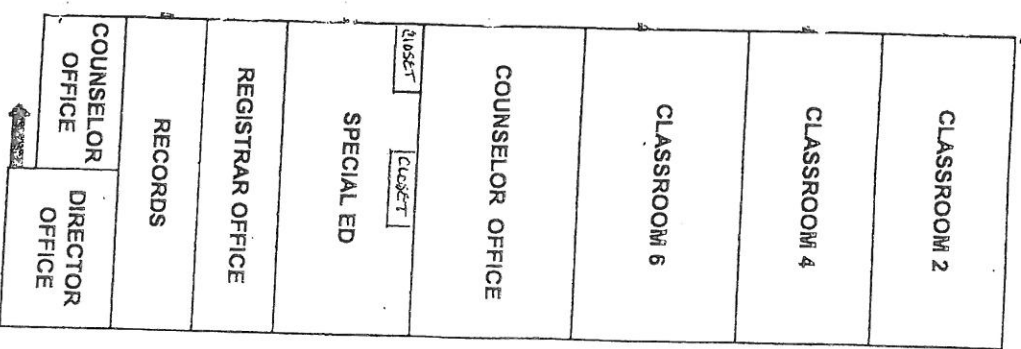 COUNSELOR
OFFICE
DIRECTOR
OFFICE
RECORDS
REGISTRAR OFFICE
SPECIAL ED
CLOSET
CLOSET
COUNSELOR OFFICE
CLASSROOM 6
CLASSROOM 4
CLASSROOM 2